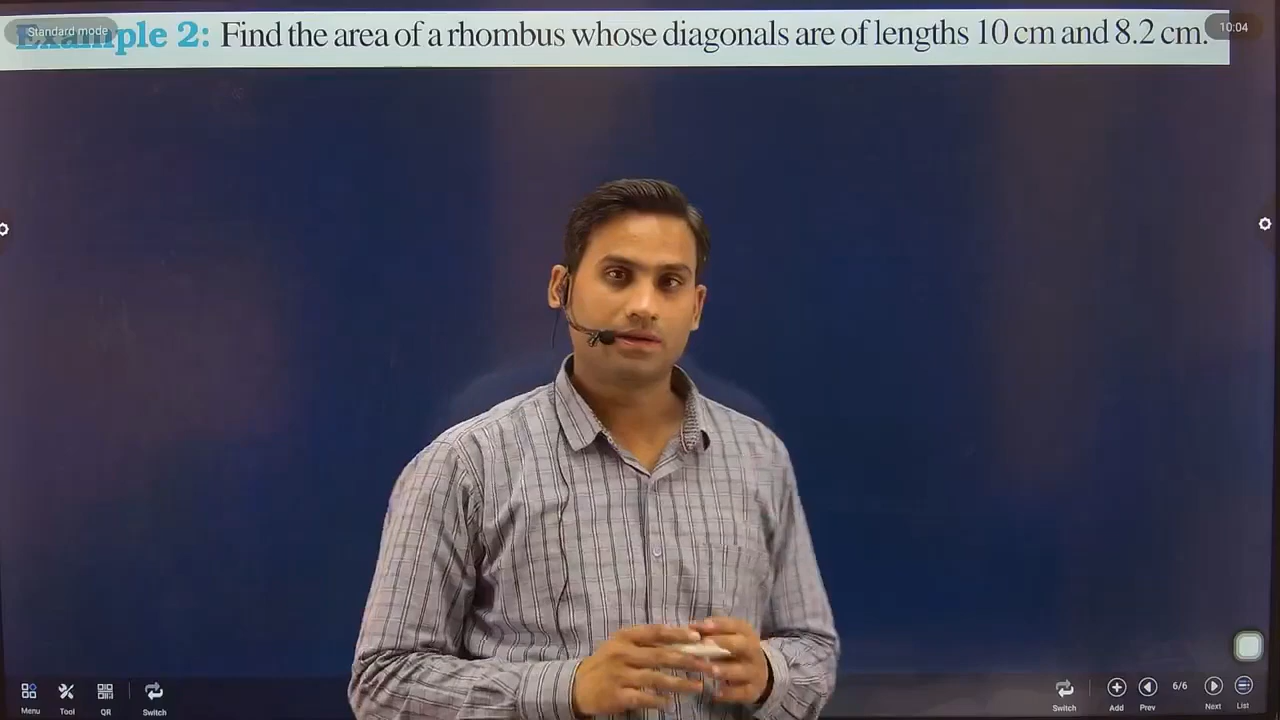 Standard mode
Example 2: Find the area of a rhombus whose diagonals are of lengths 10 cm and 8.2 cm.
10:04
Menu Tool QR Switch Switch Add Prev 6/6 Next List